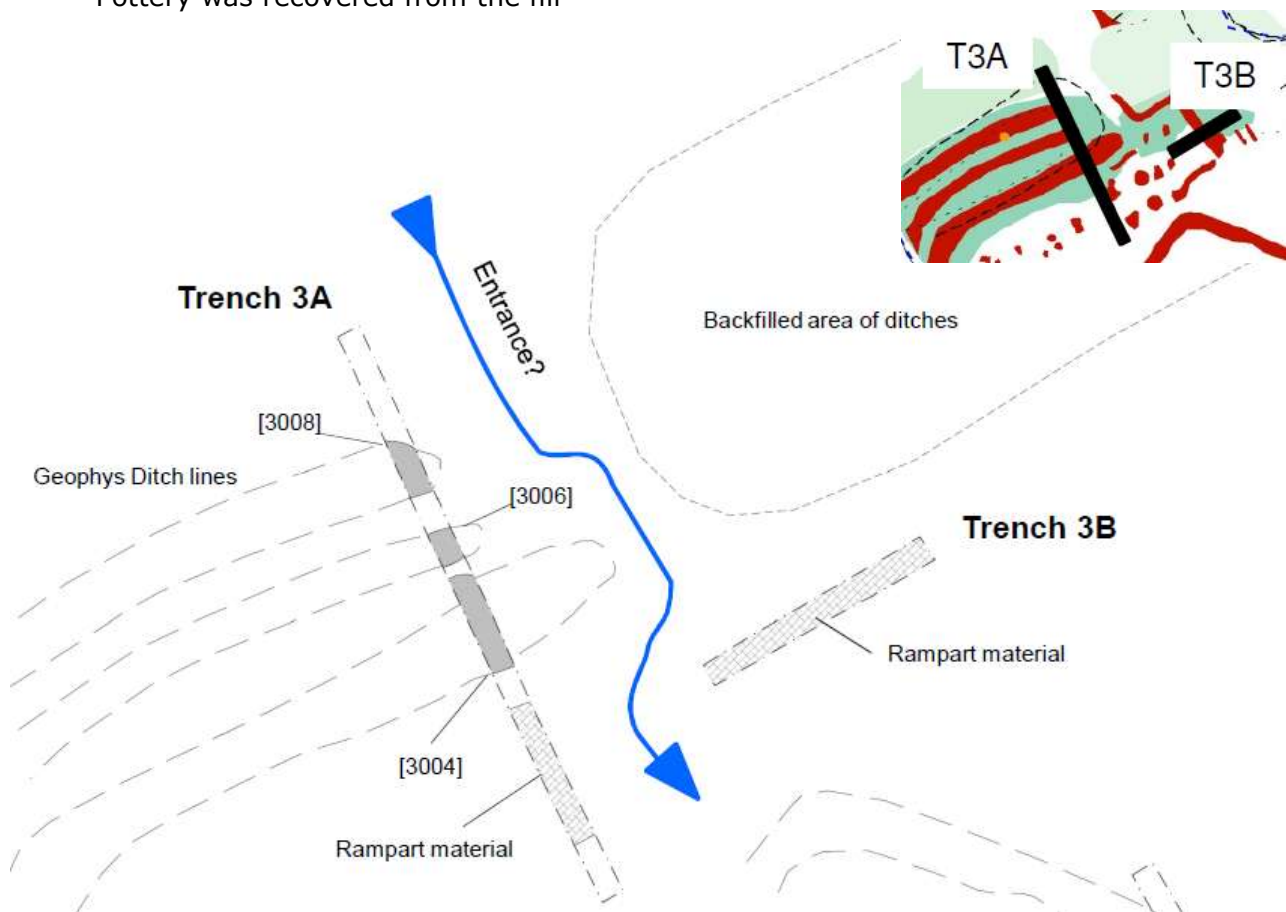 Pottery was recovered from the fill
T3A
T3B
Trench 3A
Entrance?
Backfilled area of ditches
[3008]
Geophys Ditch lines
[3006]
Trench 3B
Rampart material
[3004]
Rampart material